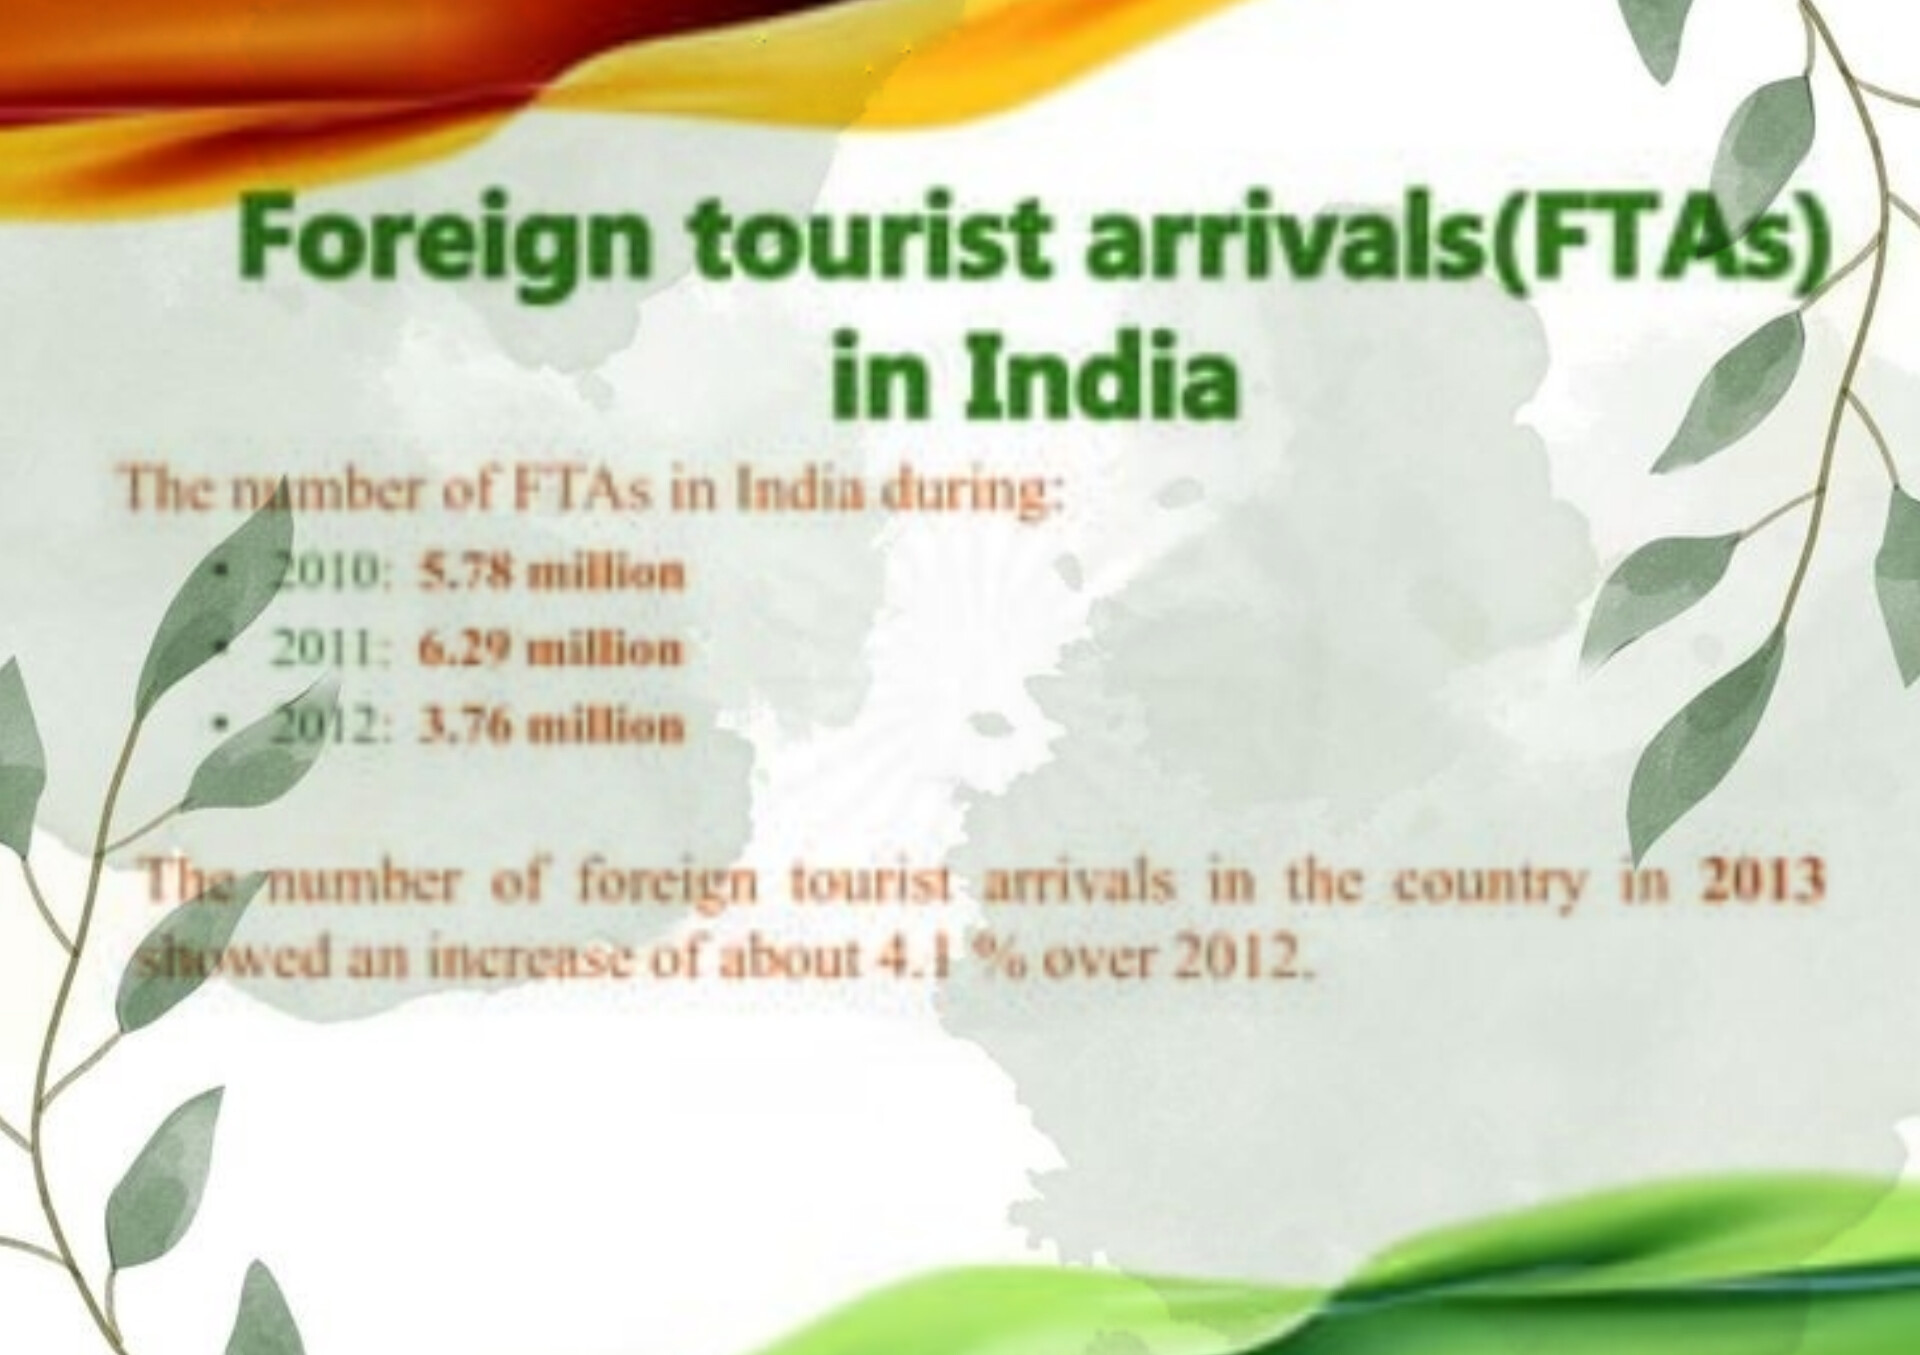 Foreign tourist arrivals(FTAs)
in India
The number of FTAs in India during:
• 2010: 5.78 million
• 2011: 6.29 million
• 2012: 3.76 million
The number of foreign tourist arrivals in the country in 2013
showed an increase of about 4.1 % over 2012.